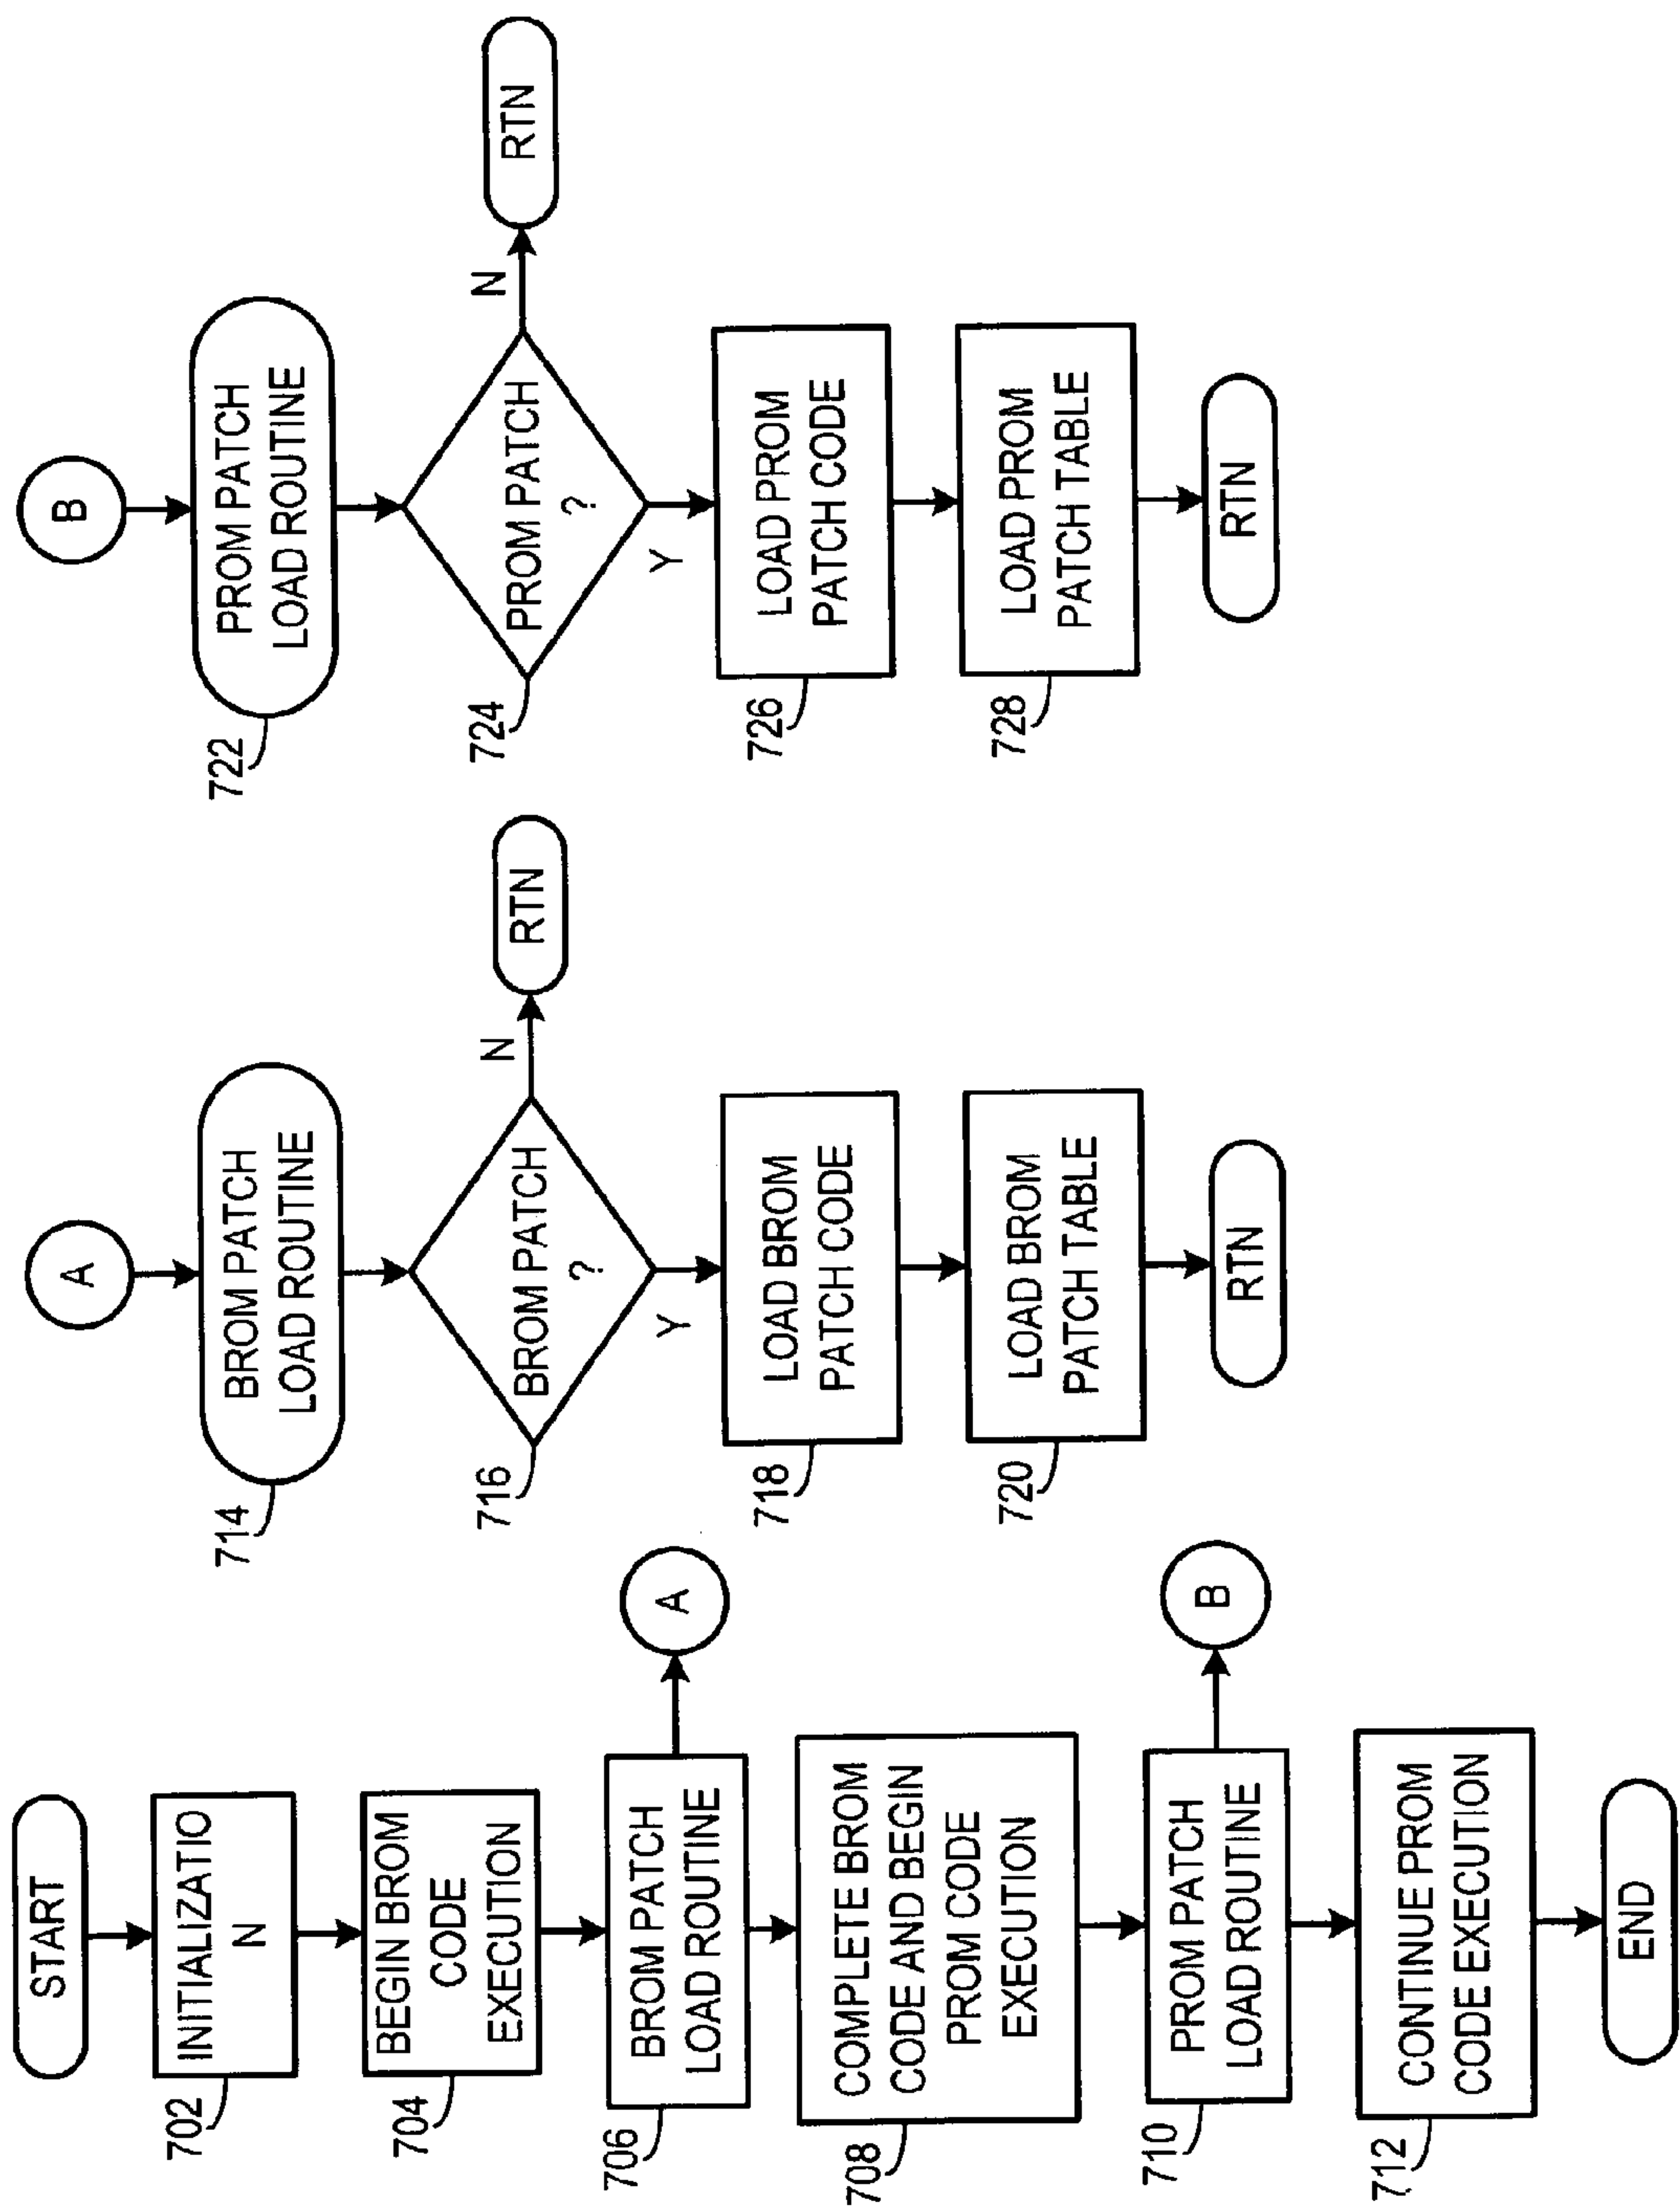 START
702
INITIALIZATIO
N
704
BEGIN BROM
CODE
EXECUTION
706
BROM PATCH
LOAD ROUTINE
A
708
COMPLETE BROM
CODE AND BEGIN
PROM CODE
EXECUTION
710
PROM PATCH
LOAD ROUTINE
B
712
CONTINUE PROM
CODE EXECUTION
END
A
714
BROM PATCH
LOAD ROUTINE
716
BROM PATCH
?
N
RTN
Y
718
LOAD BROM
PATCH CODE
720
LOAD BROM
PATCH TABLE
RTN
B
722
PROM PATCH
LOAD ROUTINE
724
PROM PATCH
?
N
RTN
Y
726
LOAD PROM
PATCH CODE
728
LOAD PROM
PATCH TABLE
RTN